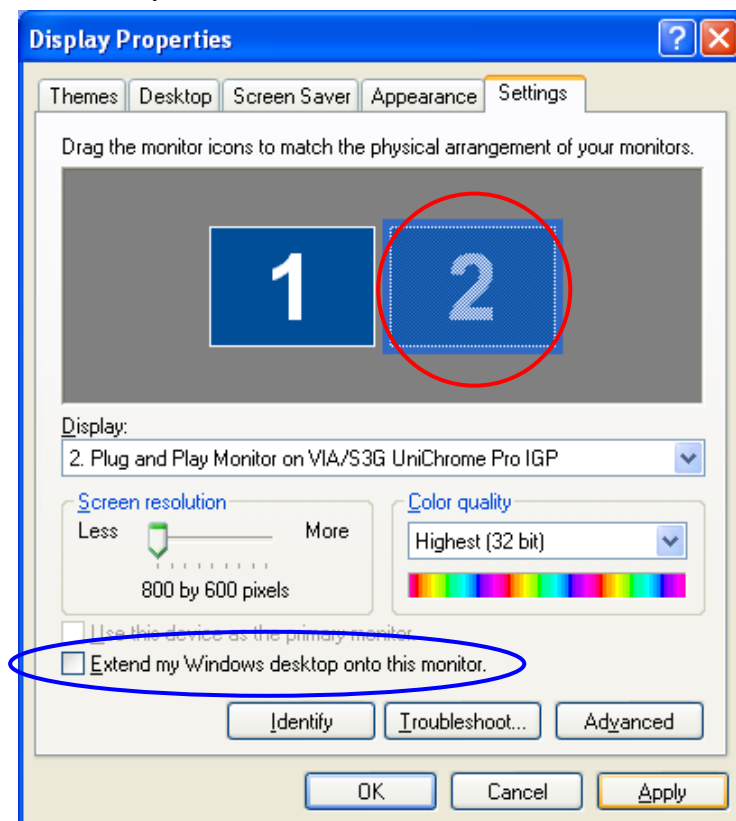 Display Properties
Themes Desktop Screen Saver Appearance Settings
Drag the monitor icons to match the physical arrangement of your monitors.
1 2
Display:
2. Plug and Play Monitor on VIA/S3G UniChrome Pro IGP
Screen resolution Color quality
Less More Highest (32 bit)
800 by 600 pixels
Use this device as the primary monitor.
Extend my Windows desktop onto this monitor.
Identify Troubleshoot... Advanced
OK Cancel Apply